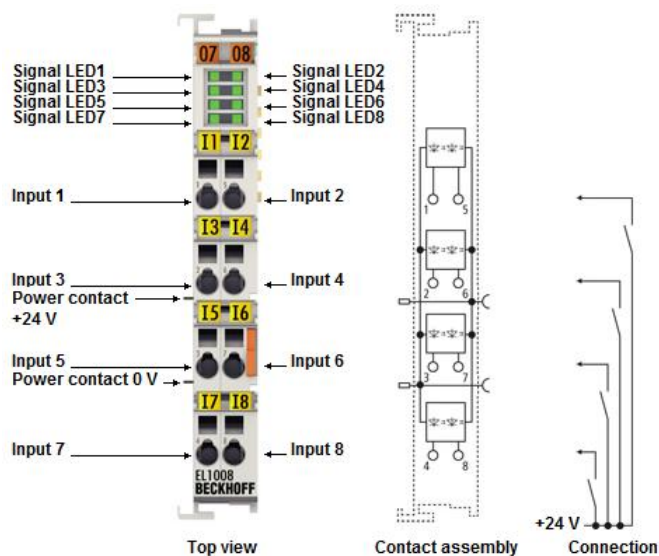 07 08
Signal LED1
Signal LED3
Signal LED5
Signal LED7
Signal LED2
Signal LED4
Signal LED6
Signal LED8
I1 I2
Input 1
Input 2
I3 I4
Input 3
Input 4
Power contact
+24 V
I5 I6
Input 5
Input 6
Power contact 0 V
I7 I8
Input 7
Input 8
EL1008
BECKHOFF
Top view
1 5
2 6
3 7
4 8
Contact assembly
+24 V
Connection